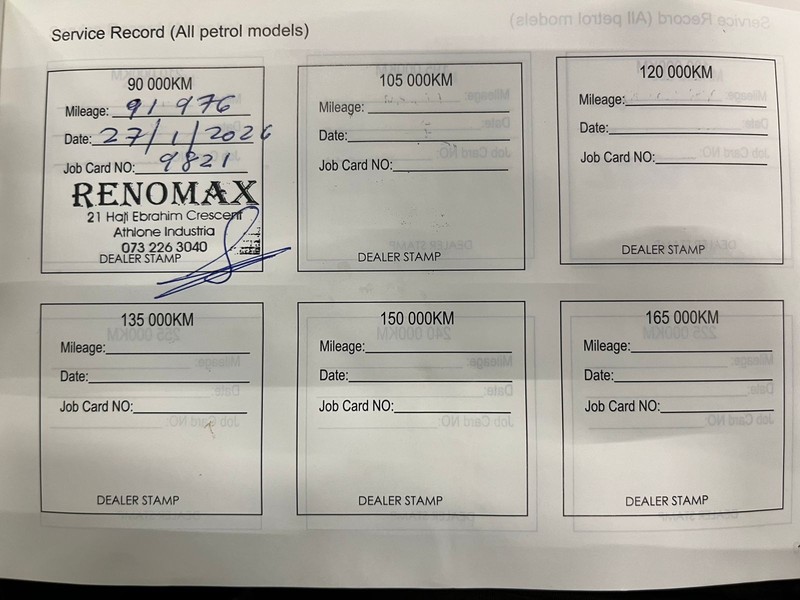 Service Record (All petrol models)
90 000KM
Mileage: 91 976
Date: 27/1/2026
Job Card NO: 9821
RENOMAX
21 Haji Ebrahim Crescent
Athlone Industria
073 226 3040
DEALER STAMP
105 000KM
Mileage:
Date:
Job Card NO:
DEALER STAMP
120 000KM
Mileage:
Date:
Job Card NO:
DEALER STAMP
135 000KM
Mileage:
Date:
Job Card NO:
DEALER STAMP
150 000KM
Mileage:
Date:
Job Card NO:
DEALER STAMP
165 000KM
Mileage:
Date:
Job Card NO:
DEALER STAMP